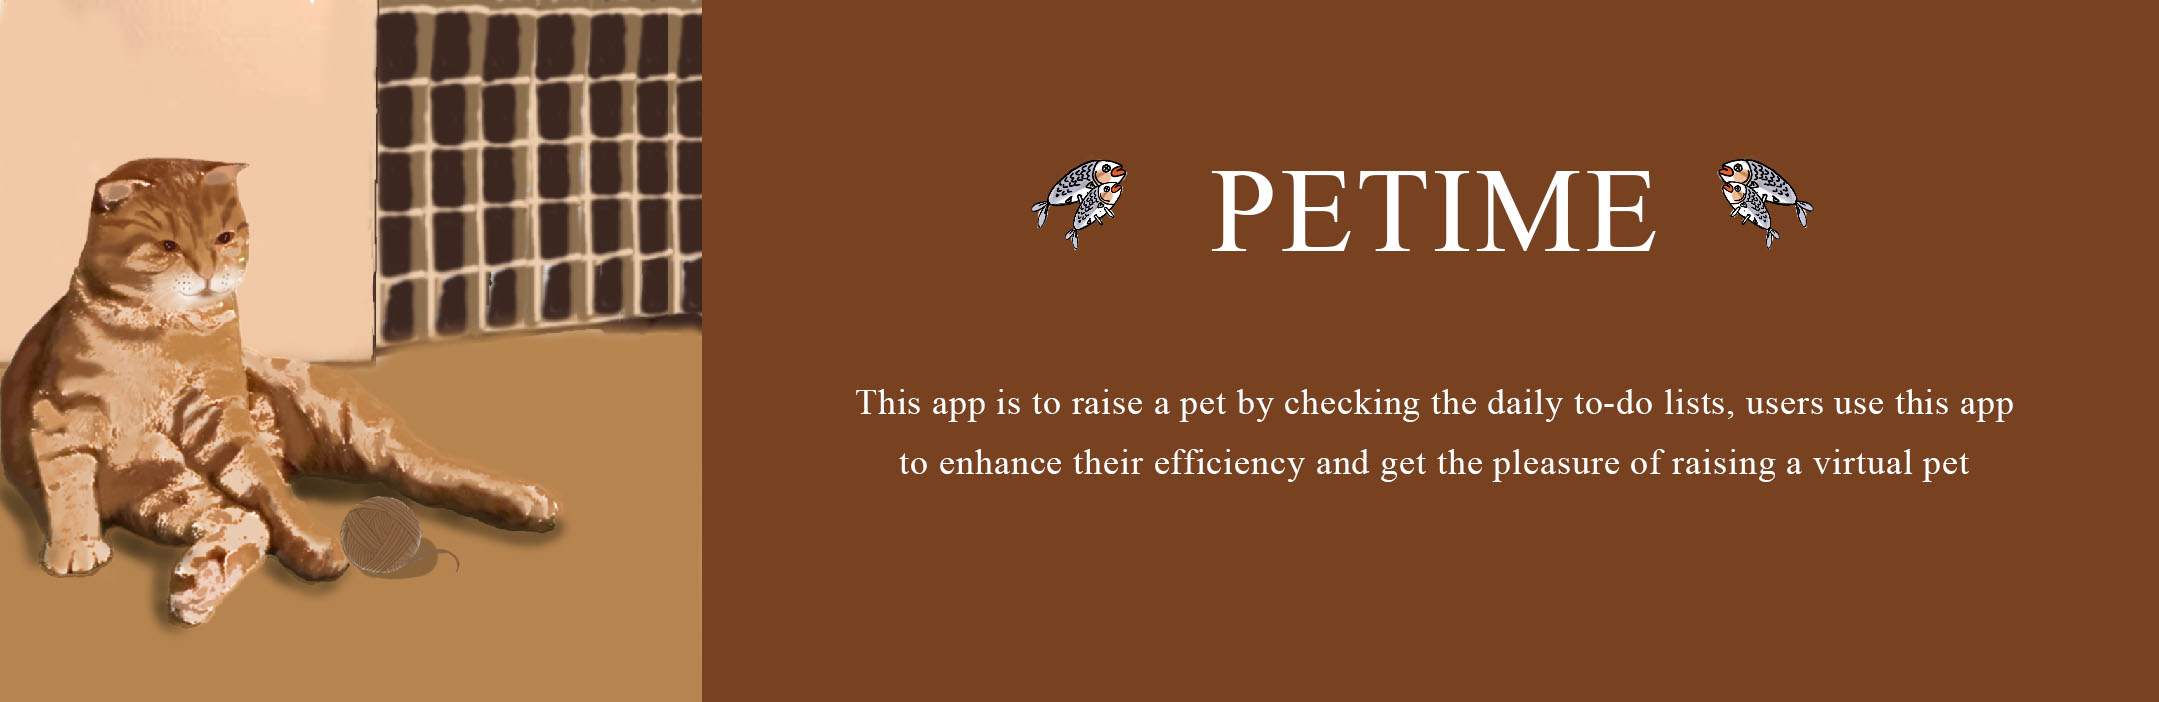 PETIME
This app is to raise a pet by checking the daily to-do lists, users use this app
to enhance their efficiency and get the pleasure of raising a virtual pet